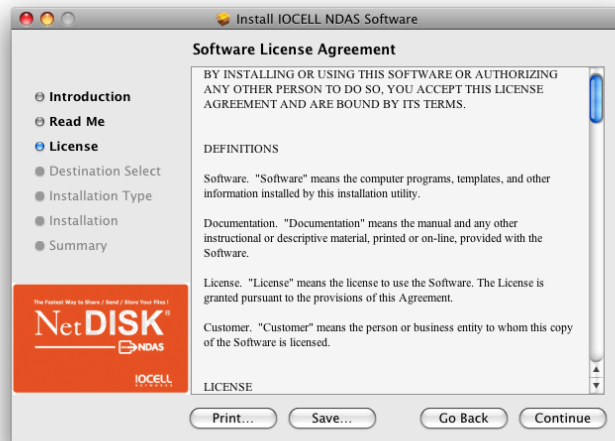 Install IOCELL NDAS Software
Software License Agreement
Introduction
Read Me
License
Destination Select
Installation Type
Installation
Summary
The Fastest Way to Share / Send / Store Your Files !
NetDISK®
NDAS
IOCELL
NETWORKS
BY INSTALLING OR USING THIS SOFTWARE OR AUTHORIZING
ANY OTHER PERSON TO DO SO, YOU ACCEPT THIS LICENSE
AGREEMENT AND ARE BOUND BY ITS TERMS.
DEFINITIONS
Software. "Software" means the computer programs, templates, and other
information installed by this installation utility.
Documentation. "Documentation" means the manual and any other
instructional or descriptive material, printed or on-line, provided with the
Software.
License. "License" means the license to use the Software. The License is
granted pursuant to the provisions of this Agreement.
Customer. "Customer" means the person or business entity to whom this copy
of the Software is licensed.
LICENSE
Print...
Save...
Go Back
Continue